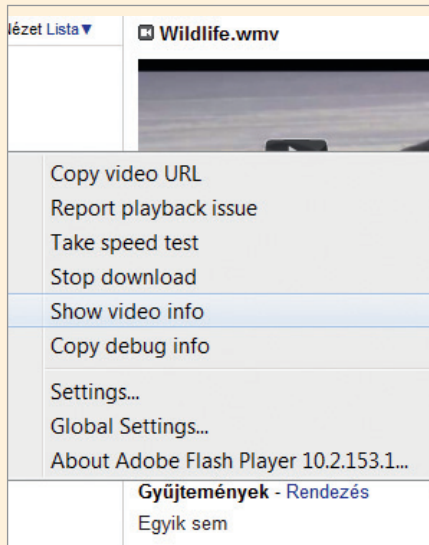 Nézet Lista▼
Wildlife.wmv
Copy video URL
Report playback issue
Take speed test
Stop download
Show video info
Copy debug info
Settings...
Global Settings...
About Adobe Flash Player 10.2.153.1...
Gyűjtemények - Rendezés
Egyik sem